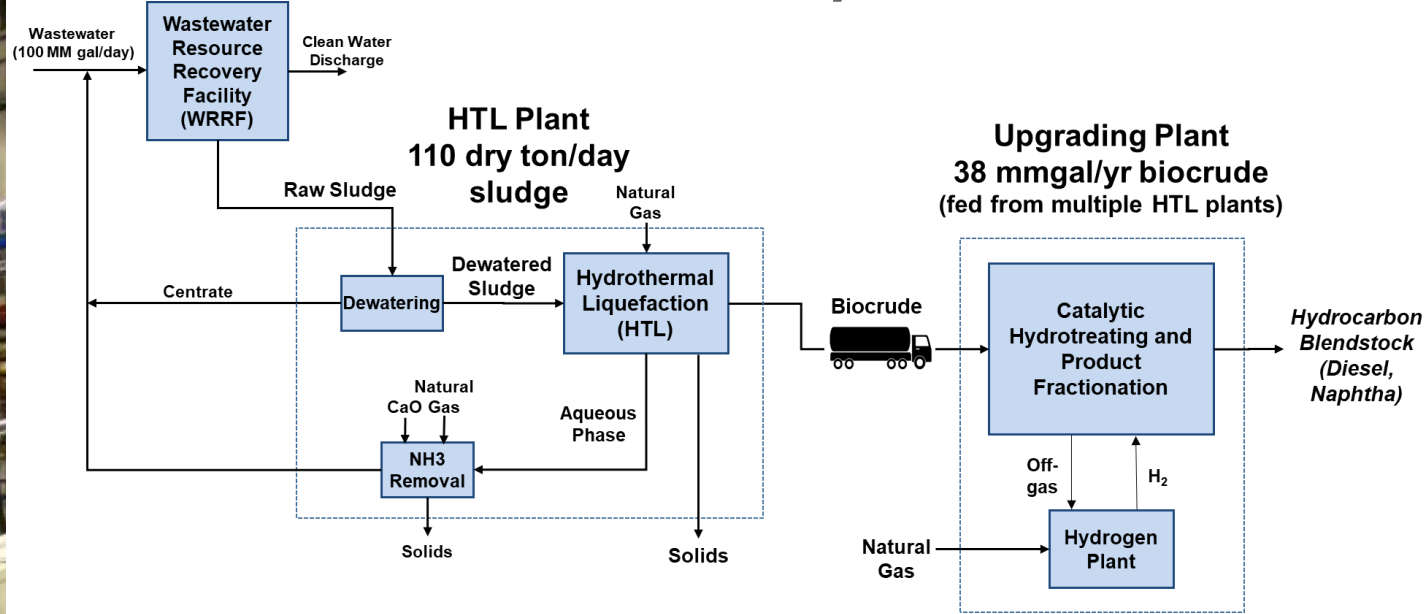 Wastewater
(100 MM gal/day)
Wastewater
Resource
Recovery
Facility
(WRRF)
Clean Water
Discharge
HTL Plant
110 dry ton/day
sludge
Upgrading Plant
38 mmgal/yr biocrude
(fed from multiple HTL plants)
Raw Sludge
Natural
Gas
Centrate
Dewatering
Dewatered
Sludge
Hydrothermal
Liquefaction
(HTL)
Biocrude
Catalytic
Hydrotreating and
Product
Fractionation
Hydrocarbon
Blendstock
(Diesel,
Naphtha)
Natural
CaO Gas
NH3
Removal
Aqueous
Phase
Solids
Solids
Off-
gas
H₂
Natural
Gas
Hydrogen
Plant